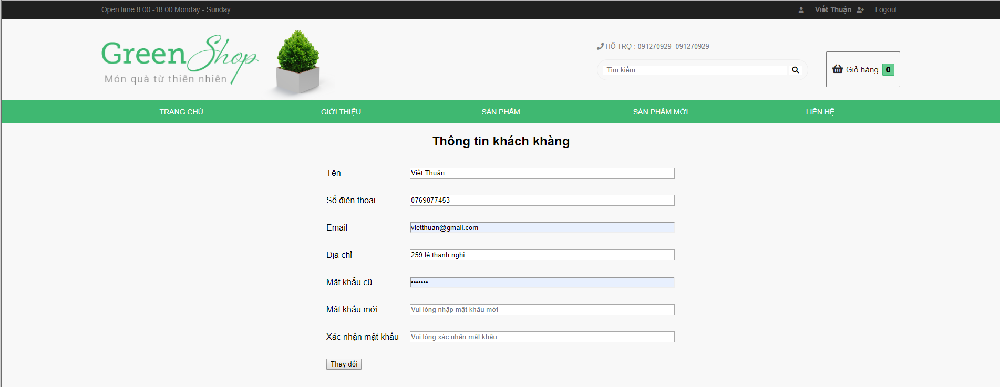 Open time 8:00 -18:00 Monday - Sunday
Viết Thuận
Logout
Green Shop
Món quà từ thiên nhiên
HỖ TRỢ : 091270929 -091270929
Tìm kiếm..
Giỏ hàng 0
TRANG CHỦ GIỚI THIỆU SẢN PHẨM SẢN PHẨM MỚI LIÊN HỆ
Thông tin khách khàng
Tên Viết Thuận
Số điện thoại 0769877453
Email vietthuan@gmail.com
Địa chỉ 259 lê thanh nghị
Mật khẩu cũ •••••••
Mật khẩu mới Vui lòng nhập mật khẩu mới
Xác nhận mật khẩu Vui lòng xác nhận mật khẩu
Thay đổi